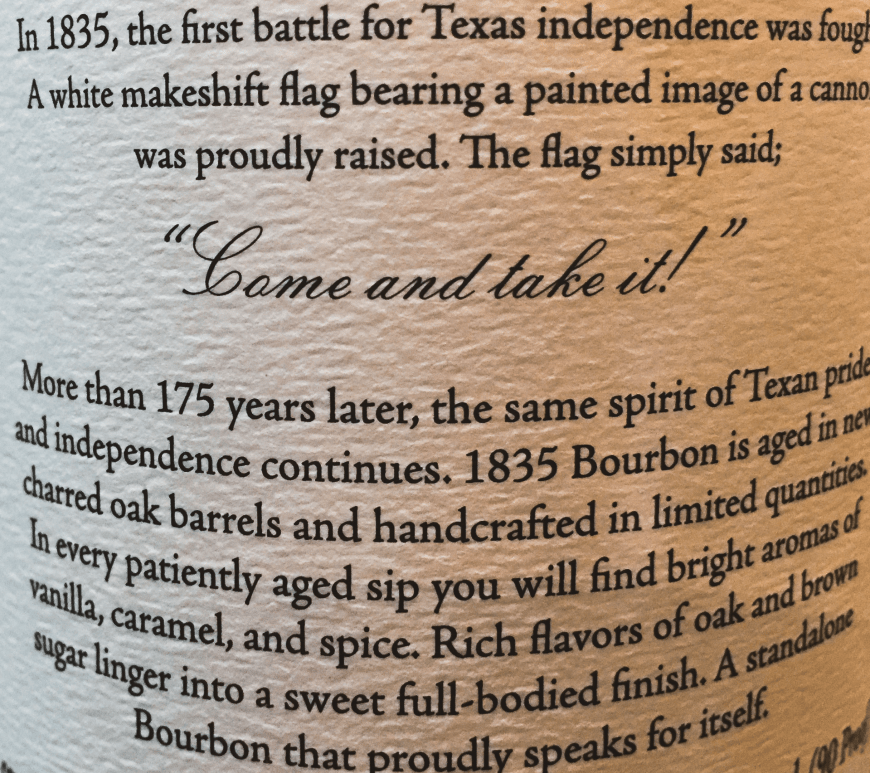 In 1835, the first battle for Texas independence was fough
A white makeshift flag bearing a painted image of a canno
was proudly raised. The flag simply said;
“Come and take it!”
More than 175 years later, the same spirit of Texan pride
and independence continues. 1835 Bourbon is aged in new
charred oak barrels and handcrafted in limited quantities.
In every patiently aged sip you will find bright aromas of
vanilla, caramel, and spice. Rich flavors of oak and brown
sugar linger into a sweet full-bodied finish. A standalone
Bourbon that proudly speaks for itself.
(90 Proof